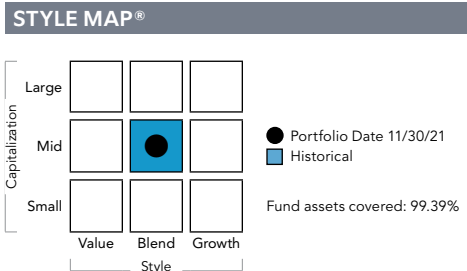 STYLE MAP®
Large
Mid
Small
Capitalization
Value Blend Growth
Style
Portfolio Date 11/30/21
Historical
Fund assets covered: 99.39%